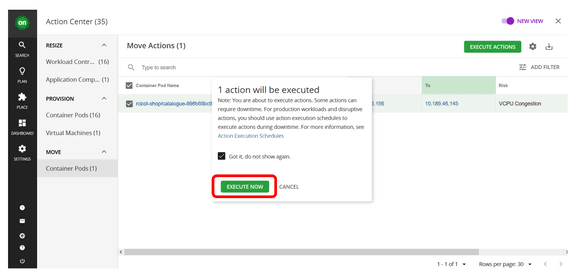 on
Action Center (35)
NEW VIEW
SEARCH
PLAN
PLACE
DASHBOARD
SETTINGS
RESIZE
Workload Contr... (16)
Application Comp... (1)
PROVISION
Container Pods (16)
Virtual Machines (1)
MOVE
Container Pods (1)
Move Actions (1)
EXECUTE ACTIONS
Type to search
ADD FILTER
Container Pod Name
To
Risk
robot-shop/catalogue-
10.189.46.145
VCPU Congestion
1 action will be executed
Note: You are about to execute actions. Some actions can
require downtime. For production workloads and disruptive
actions, you should use action execution schedules to
execute actions during downtime. For more information, see
Action Execution Schedules
Got it, do not show again.
EXECUTE NOW
CANCEL
1 - 1 of 1
Rows per page: 30